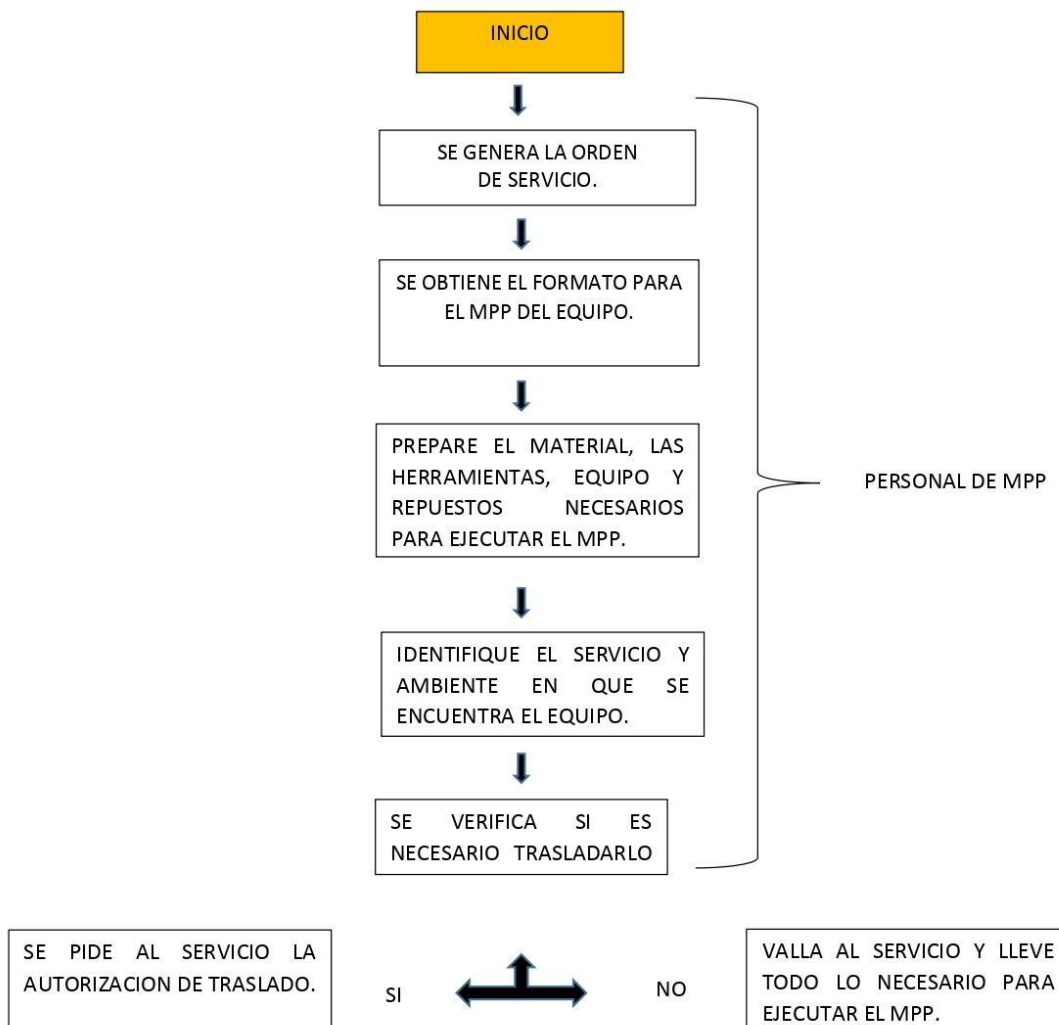 INICIO
SE GENERA LA ORDEN
DE SERVICIO.
SE OBTIENE EL FORMATO PARA
EL MPP DEL EQUIPO.
PREPARE EL MATERIAL, LAS
HERRAMIENTAS, EQUIPO Y
REPUESTOS NECESARIOS
PARA EJECUTAR EL MPP.
PERSONAL DE MPP
IDENTIFIQUE EL SERVICIO Y
AMBIENTE EN QUE SE
ENCUENTRA EL EQUIPO.
SE VERIFICA SI ES
NECESARIO TRASLADARLO
SE PIDE AL SERVICIO LA
AUTORIZACION DE TRASLADO.
SI
NO
VALLA AL SERVICIO Y LLEVE
TODO LO NECESARIO PARA
EJECUTAR EL MPP.